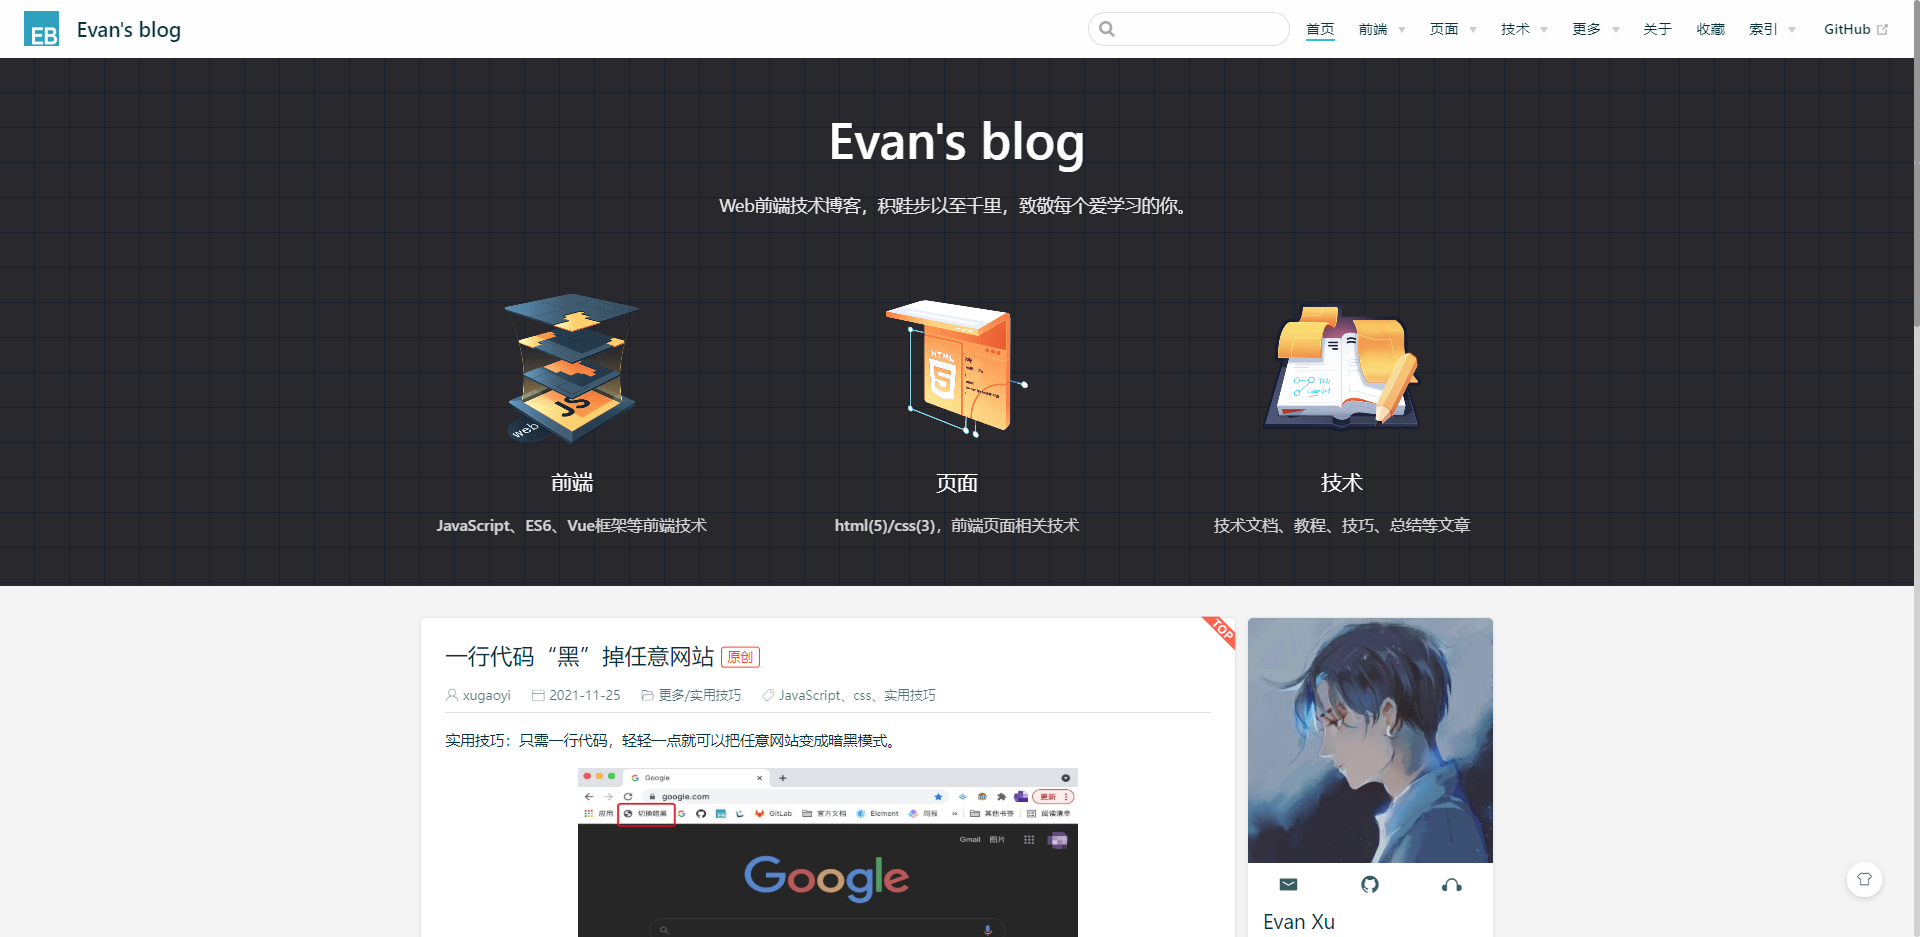 EB Evan's blog 首页 前端 页面 技术 更多 关于 收藏 索引 GitHub
Evan's blog
Web前端技术博客，积跬步以至千里，致敬每个爱学习的你。
JS
web
HTML
5
前端
页面
技术
JavaScript、ES6、Vue框架等前端技术
html(5)/css(3)，前端页面相关技术
技术文档、教程、技巧、总结等文章
TOP
一行代码“黑”掉任意网站 原创
xugaoyi 2021-11-25 更多/实用技巧 JavaScript、css、实用技巧
实用技巧：只需一行代码，轻轻一点就可以把任意网站变成暗黑模式。
Google
google.com 更新
应用 切换暗黑 GitLab 官方文档 Element 周报 » 其他书签 阅读清单
Gmail 图片
Google
Evan Xu